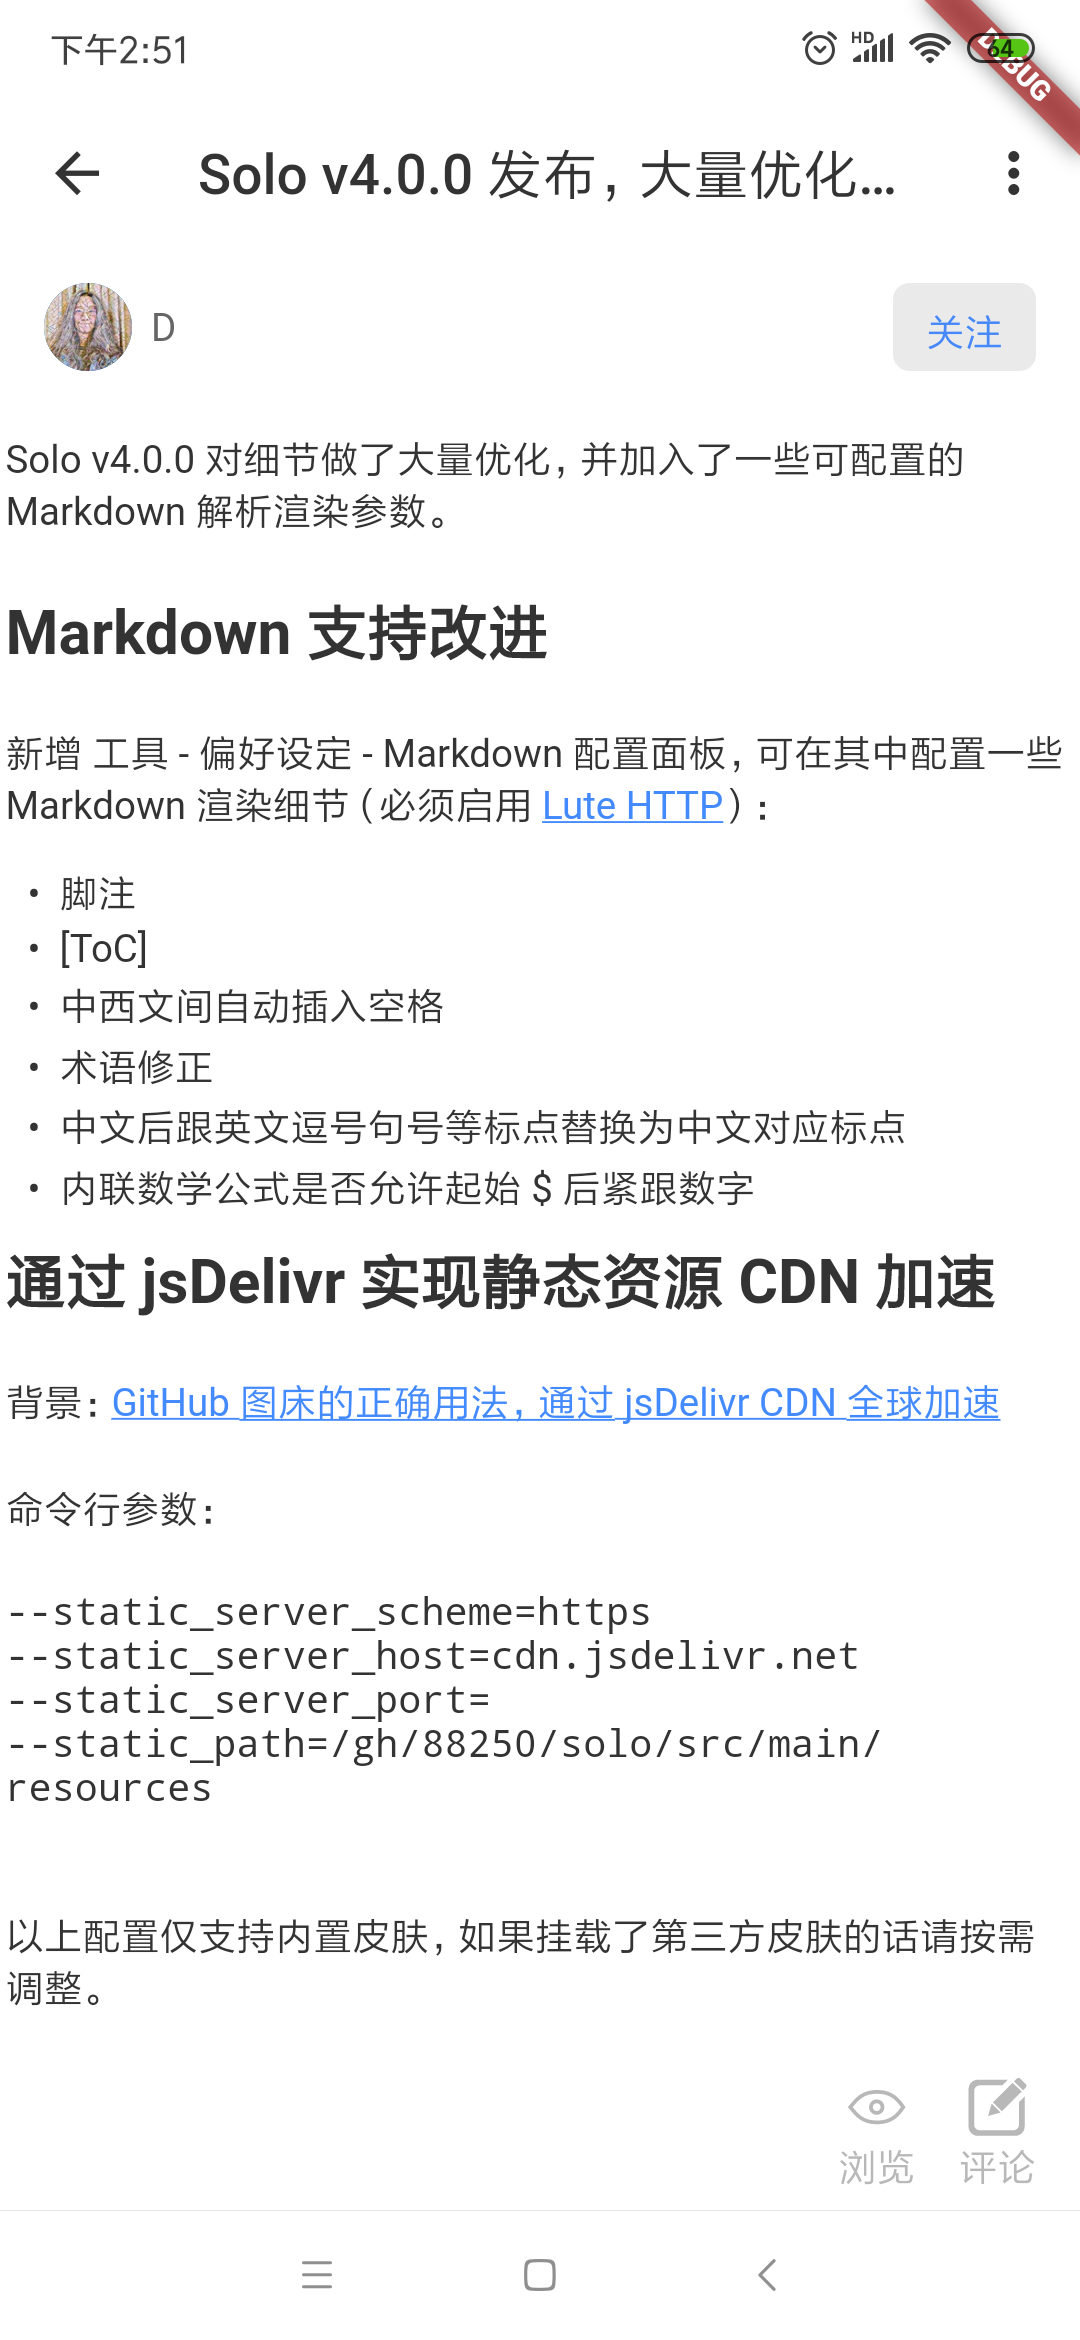 下午2:51
HD
64
DEBUG
Solo v4.0.0 发布，大量优化...
D
关注
Solo v4.0.0 对细节做了大量优化，并加入了一些可配置的
Markdown 解析渲染参数。
Markdown 支持改进
新增 工具 - 偏好设定 - Markdown 配置面板，可在其中配置一些
Markdown 渲染细节（必须启用 Lute HTTP）：
• 脚注
• [ToC]
• 中西文间自动插入空格
• 术语修正
• 中文后跟英文逗号句号等标点替换为中文对应标点
• 内联数学公式是否允许起始 $ 后紧跟数字
通过 jsDelivr 实现静态资源 CDN 加速
背景：GitHub 图床的正确用法，通过 jsDelivr CDN 全球加速
命令行参数：
--static_server_scheme=https
--static_server_host=cdn.jsdelivr.net
--static_server_port=
--static_path=/gh/88250/solo/src/main/
resources
以上配置仅支持内置皮肤，如果挂载了第三方皮肤的话请按需
调整。
浏览 评论